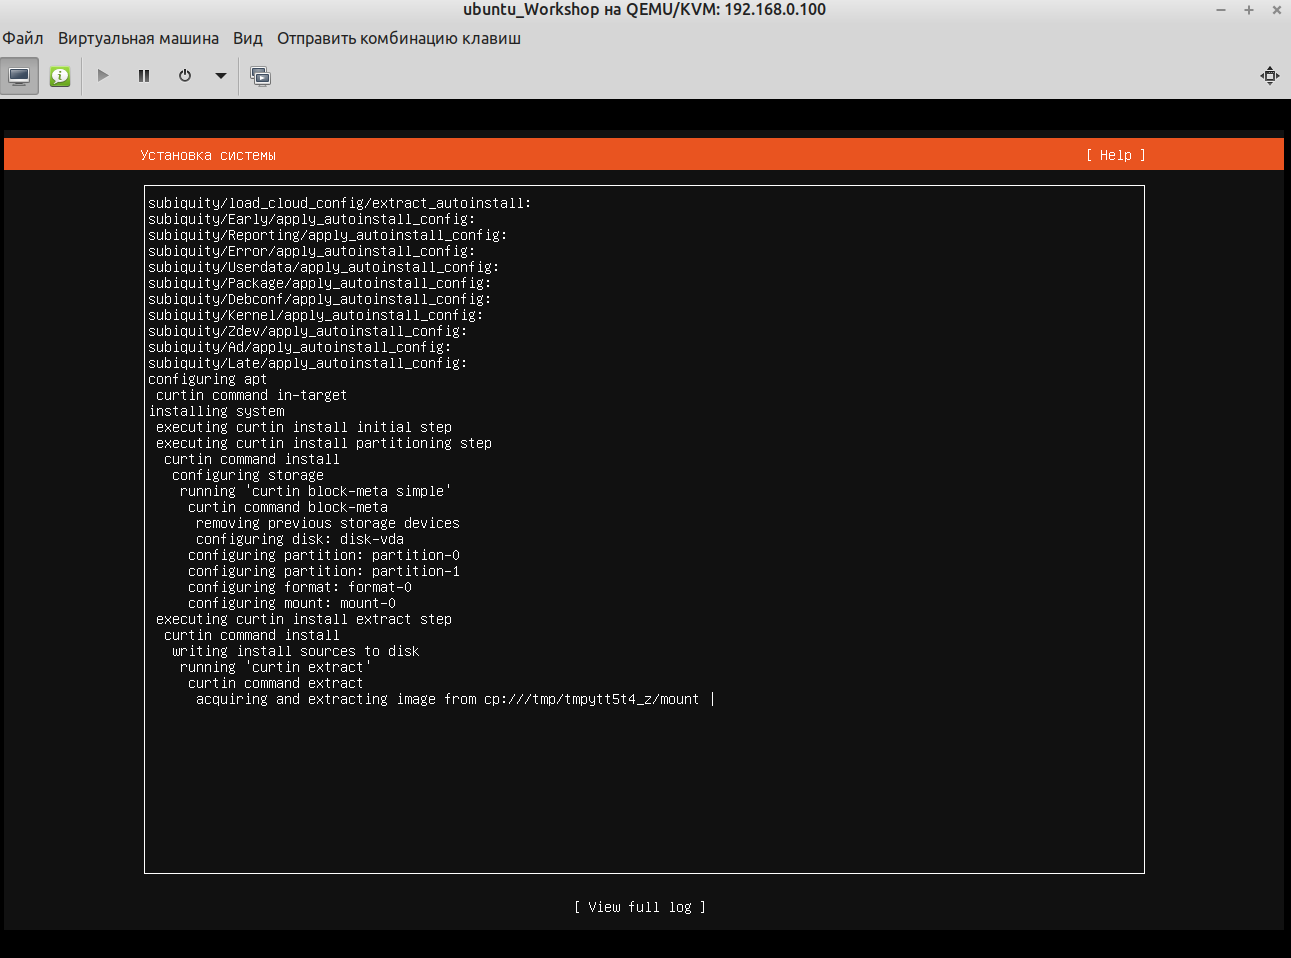 ubuntu_Workshop на QEMU/KVM: 192.168.0.100
Файл Виртуальная машина Вид Отправить комбинацию клавиш
Установка системы [ Help ]
subiquity/load_cloud_config/extract_autoinstall:
subiquity/Early/apply_autoinstall_config:
subiquity/Reporting/apply_autoinstall_config:
subiquity/Error/apply_autoinstall_config:
subiquity/Userdata/apply_autoinstall_config:
subiquity/Package/apply_autoinstall_config:
subiquity/Debconf/apply_autoinstall_config:
subiquity/Kernel/apply_autoinstall_config:
subiquity/Zdev/apply_autoinstall_config:
subiquity/Ad/apply_autoinstall_config:
subiquity/Late/apply_autoinstall_config:
configuring apt
curtin command in-target
installing system
executing curtin install initial step
executing curtin install partitioning step
curtin command install
configuring storage
running 'curtin block-meta simple'
curtin command block-meta
removing previous storage devices
configuring disk: disk-vda
configuring partition: partition-0
configuring partition: partition-1
configuring format: format-0
configuring mount: mount-0
executing curtin install extract step
curtin command install
writing install sources to disk
running 'curtin extract'
curtin command extract
acquiring and extracting image from cp:///tmp/tmpytt5t4_z/mount |
[ View full log ]